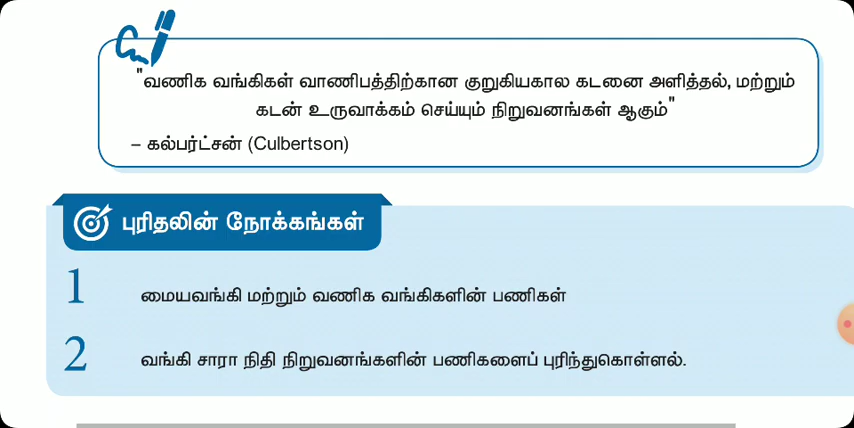 "வணிக வங்கிகள் வாணிபத்திற்கான குறுகியகால கடனை அளித்தல், மற்றும்
கடன் உருவாக்கம் செய்யும் நிறுவனங்கள் ஆகும்"
– கல்பர்ட்சன் (Culbertson)
புரிதலின் நோக்கங்கள்
1 மையவங்கி மற்றும் வணிக வங்கிகளின் பணிகள்
2 வங்கி சாரா நிதி நிறுவனங்களின் பணிகளைப் புரிந்துகொள்ளல்.